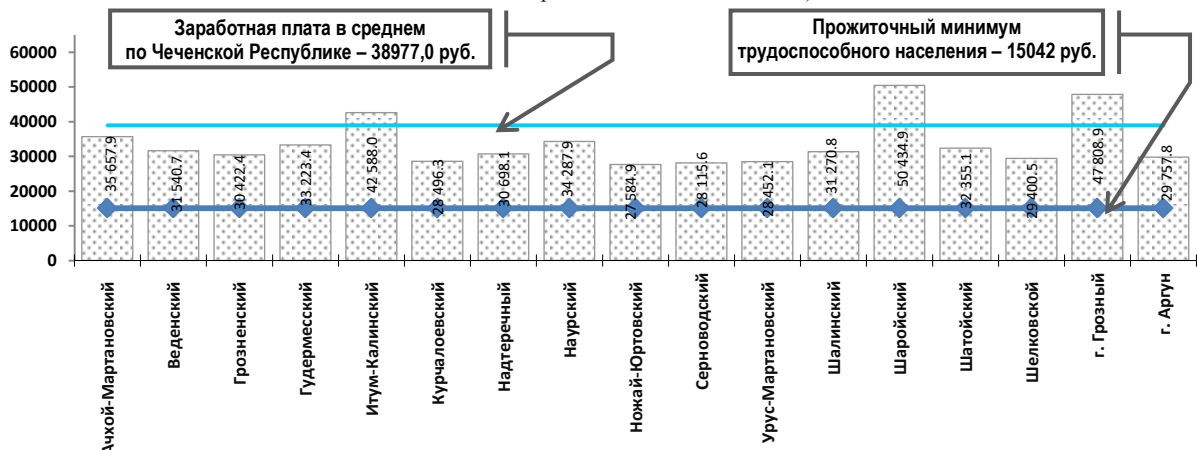 Заработная плата в среднем
по Чеченской Республике – 38977,0 руб.
Прожиточный минимум
трудоспособного населения – 15042 руб.
60000
50000
40000
30000
20000
10000
0
35 657.9
31 540.7
30 422.4
33 223.4
42 588.0
28 496.3
30 698.1
34 287.9
27 584.9
28 115.6
28 452.1
31 270.8
50 434.9
32 355.1
29 400.5
47 808.9
29 757.8
Ачхой-Мартановский
Веденский
Грозненский
Гудермесский
Итум-Калинский
Курчалоевский
Надтеречный
Наурский
Ножай-Юртовский
Серноводский
Урус-Мартановский
Шалинский
Шаройский
Шатойский
Шелковской
г. Грозный
г. Аргун